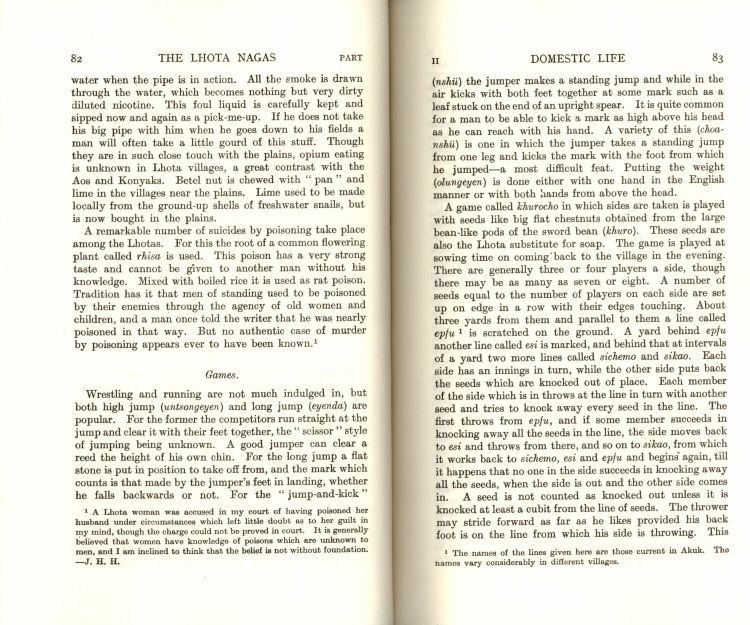 82 THE LHOTA NAGAS PART
water when the pipe is in action. All the smoke is drawn
through the water, which becomes nothing but very dirty
diluted nicotine. This foul liquid is carefully kept and
sipped now and again as a pick-me-up. If he does not take
his big pipe with him when he goes down to his fields a
man will often take a little gourd of this stuff. Though
they are in such close touch with the plains, opium eating
is unknown in Lhota villages, a great contrast with the
Aos and Konyaks. Betel nut is chewed with “ pan ” and
lime in the villages near the plains. Lime used to be made
locally from the ground-up shells of freshwater snails, but
is now bought in the plains.
A remarkable number of suicides by poisoning take place
among the Lhotas. For this the root of a common flowering
plant called rhisa is used. This poison has a very strong
taste and cannot be given to another man without his
knowledge. Mixed with boiled rice it is used as rat poison.
Tradition has it that men of standing used to be poisoned
by their enemies through the agency of old women and
children, and a man once told the writer that he was nearly
poisoned in that way. But no authentic case of murder
by poisoning appears ever to have been known.¹
Games.
Wrestling and running are not much indulged in, but
both high jump (untsongeyen) and long jump (eyenda) are
popular. For the former the competitors run straight at the
jump and clear it with their feet together, the “ scissor ” style
of jumping being unknown. A good jumper can clear a
reed the height of his own chin. For the long jump a flat
stone is put in position to take off from, and the mark which
counts is that made by the jumper's feet in landing, whether
he falls backwards or not. For the “ jump-and-kick ”
¹ A Lhota woman was accused in my court of having poisoned her
husband under circumstances which left little doubt as to her guilt in
my mind, though the charge could not be proved in court. It is generally
believed that women have knowledge of poisons which are unknown to
men, and I am inclined to think that the belief is not without foundation.
—J. H. H.
II DOMESTIC LIFE 83
(nshü) the jumper makes a standing jump and while in the
air kicks with both feet together at some mark such as a
leaf stuck on the end of an upright spear. It is quite common
for a man to be able to kick a mark as high above his head
as he can reach with his hand. A variety of this (choa-
nshü) is one in which the jumper takes a standing jump
from one leg and kicks the mark with the foot from which
he jumped—a most difficult feat. Putting the weight
(olungeyen) is done either with one hand in the English
manner or with both hands from above the head.
A game called khurocho in which sides are taken is played
with seeds like big flat chestnuts obtained from the large
bean-like pods of the sword bean (khuro). These seeds are
also the Lhota substitute for soap. The game is played at
sowing time on coming back to the village in the evening.
There are generally three or four players a side, though
there may be as many as seven or eight. A number of
seeds equal to the number of players on each side are set
up on edge in a row with their edges touching. About
three yards from them and parallel to them a line called
epfu ¹ is scratched on the ground. A yard behind epfu
another line called esi is marked, and behind that at intervals
of a yard two more lines called sichemo and sikao. Each
side has an innings in turn, while the other side puts back
the seeds which are knocked out of place. Each member
of the side which is in throws at the line in turn with another
seed and tries to knock away every seed in the line. The
first throws from epfu, and if some member succeeds in
knocking away all the seeds in the line, the side moves back
to esi and throws from there, and so on to sikao, from which
it works back to sichemo, esi and epfu and begins again, till
it happens that no one in the side succeeds in knocking away
all the seeds, when the side is out and the other side comes
in. A seed is not counted as knocked out unless it is
knocked at least a cubit from the line of seeds. The thrower
may stride forward as far as he likes provided his back
foot is on the line from which his side is throwing. This
¹ The names of the lines given here are those current in Akuk. The
names vary considerably in different villages.